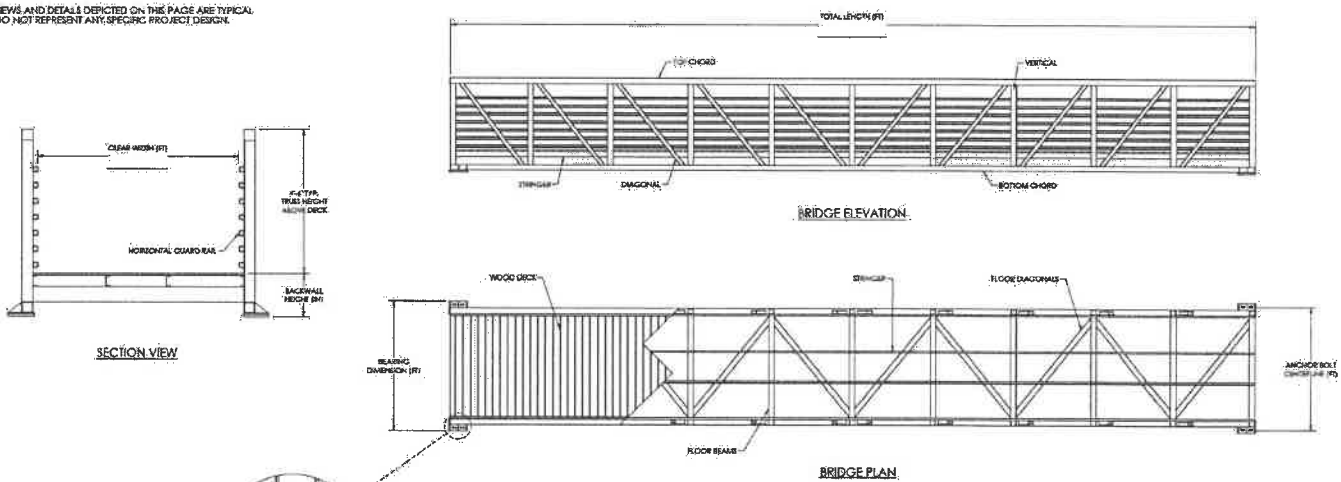 VIEWS AND DETAILS DEPICTED ON THIS PAGE ARE TYPICAL
DO NOT REPRESENT ANY SPECIFIC PROJECT DESIGN.
TOTAL LENGTH (FT)
TOP CHORD
VERTICAL
STRINGER
DIAGONAL
BOTTOM CHORD
BRIDGE ELEVATION
CLEAR WIDTH (FT)
TRUSS HEIGHT
ABOVE DECK
HORIZONTAL GUARD RAIL
BACKWALL
HEIGHT (IN)
SECTION VIEW
WOOD DECK
STRINGER
FLOOR DIAGONALS
BEARING
DIMENSION (FT)
ANCHOR BOLT
CENTERLINE (FT)
FLOOR BEAMS
BRIDGE PLAN